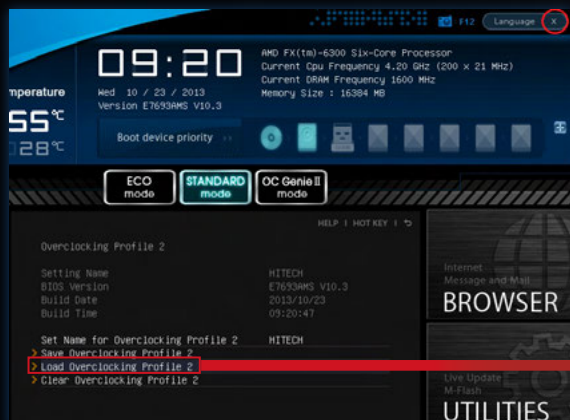 F12 Language X
09:20
Wed 10 / 23 / 2013
Version E7693AMS V10.3
AMD FX(tm)-6300 Six-Core Processor
Current Cpu Frequency 4.20 GHz (200 x 21 MHz)
Current DRAM Frequency 1600 MHz
Memory Size : 16384 MB
mperature
55°C
028°C
Boot device priority
ECO
mode
STANDARD
mode
OC Genie II
mode
HELP | HOT KEY |
Overclocking Profile 2
Setting Name HITECH
BIOS Version E7693AMS V10.3
Build Date 2013/10/23
Build Time 09:20:47
Set Name for Overclocking Profile 2 HITECH
> Save Overclocking Profile 2
> Load Overclocking Profile 2
> Clear Overclocking Profile 2
Internet
Message and Mail
BROWSER
Live Update
M-Flash
UTILITIES